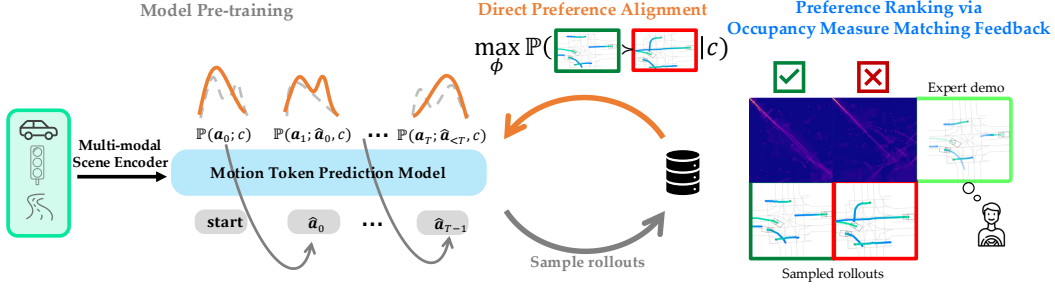 Model Pre-training
Direct Preference Alignment
Preference Ranking via
Occupancy Measure Matching Feedback
max ℙ( ≻ |c)
ϕ
Expert demo
ℙ(a₀; c)
ℙ(a₁; â₀, c)
...
ℙ(a_T; â_{<T}, c)
Multi-modal
Scene Encoder
Motion Token Prediction Model
start
â₀
...
â_{T−1}
Sample rollouts
Sampled rollouts